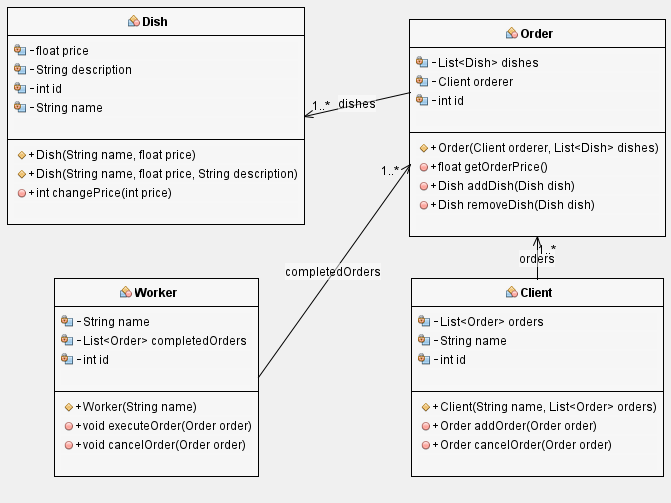 Dish
- float price
- String description
- int id
- String name
+ Dish(String name, float price)
+ Dish(String name, float price, String description)
+ int changePrice(int price)
Order
- List<Dish> dishes
- Client orderer
- int id
+ Order(Client orderer, List<Dish> dishes)
+ float getOrderPrice()
+ Dish addDish(Dish dish)
+ Dish removeDish(Dish dish)
1..* dishes
1..*
completedOrders
1..*
orders
Worker
- String name
- List<Order> completedOrders
- int id
+ Worker(String name)
+ void executeOrder(Order order)
+ void cancelOrder(Order order)
Client
- List<Order> orders
- String name
- int id
+ Client(String name, List<Order> orders)
+ Order addOrder(Order order)
+ Order cancelOrder(Order order)